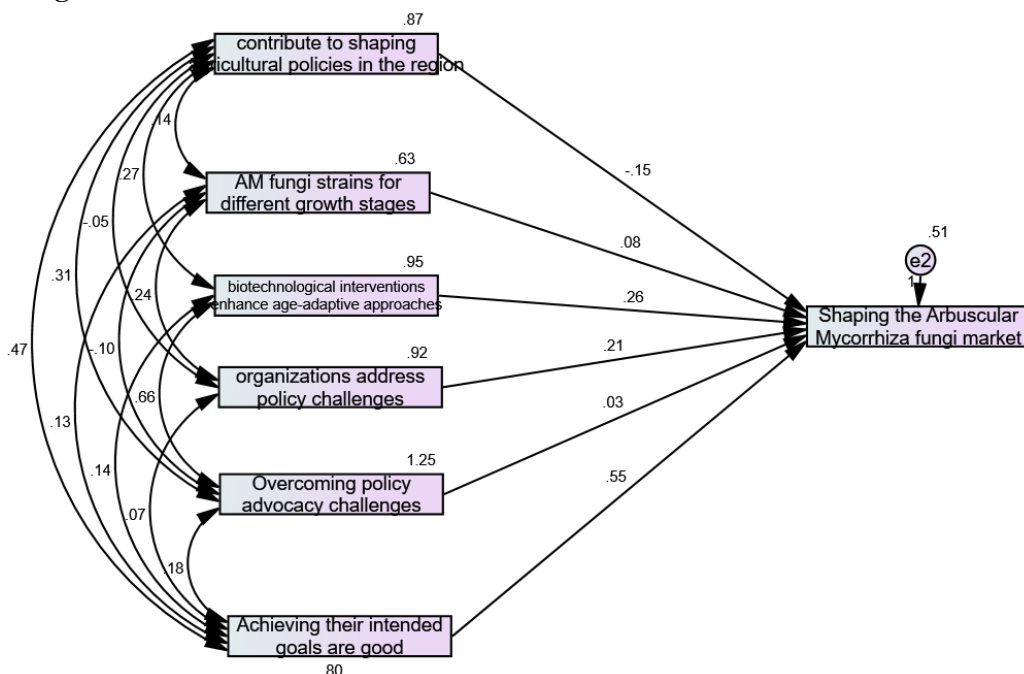 .87
contribute to shaping
ricultural policies in the region
.14
-.15
.63
AM fungi strains for
different growth stages
.27
.08
.51
e2
1
-.05
.31
.24
.95
biotechnological interventions
enhance age-adaptive approaches
.26
Shaping the Arbuscular
Mycorrhiza fungi market
.47
-.10
.92
organizations address
policy challenges
.21
.66
.03
.13
.14
1.25
Overcoming policy
advocacy challenges
.55
.07
.18
Achieving their intended
goals are good
.80